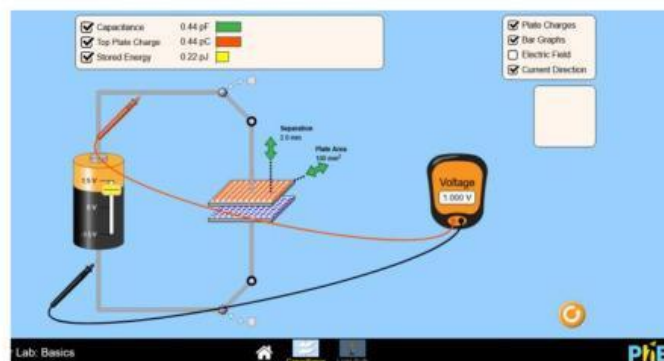 Capacitance 0.44 pF
Top Plate Charge 0.44 pC
Stored Energy 0.22 pJ
Plate Charges
Bar Graphs
Electric Field
Current Direction
Separation
2.0 mm
Plate Area
100 mm²
1.5 V
0 V
-1.5 V
Voltage
1.000 V
r Lab: Basics